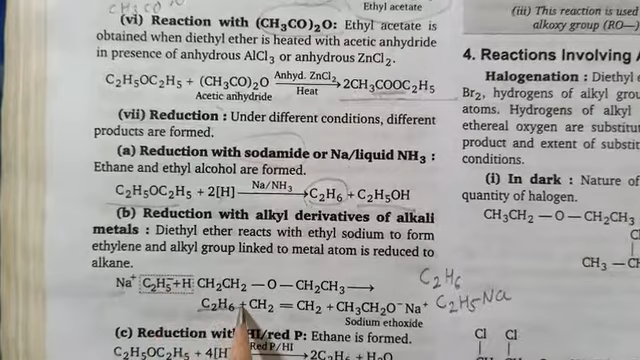 CH3CO
Ethyl acetate
(vi) Reaction with (CH₃CO)₂O: Ethyl acetate is
obtained when diethyl ether is heated with acetic anhydride
in presence of anhydrous AlCl₃ or anhydrous ZnCl₂.
C₂H₅OC₂H₅ + (CH₃CO)₂O Anhyd. ZnCl₂ Heat → 2CH₃COOC₂H₅
Acetic anhydride
(vii) Reduction : Under different conditions, different
products are formed.
(a) Reduction with sodamide or Na/liquid NH₃ :
Ethane and ethyl alcohol are formed.
C₂H₅OC₂H₅ + 2[H] Na/NH₃ → C₂H₆ + C₂H₅OH
(b) Reduction with alkyl derivatives of alkali
metals : Diethyl ether reacts with ethyl sodium to form
ethylene and alkyl group linked to metal atom is reduced to
alkane.
Na⁺ C₂H₅⁻+H CH₂CH₂ — O — CH₂CH₃ ⟶
C₂H₆
C₂H₆ + CH₂ = CH₂ + CH₃CH₂O⁻Na⁺
C₂H₅Na
Sodium ethoxide
(c) Reduction HI/red P: Ethane is formed.
C₂H₅OC₂H₅ + 4[H] Red P/HI → 2C₂H₆ + H₂O
(iii) This reaction is used
alkoxy group (RO—)
4. Reactions Involving
Halogenation : Diethyl
Br₂, hydrogens of alkyl
atoms. Hydrogens of alkyl
ethereal oxygen are
product and extent of
conditions.
(i) In dark : Nature of
quantity of halogen.
CH₃CH₂ — O — CH₂CH₃
CH₃ —
Cl Cl